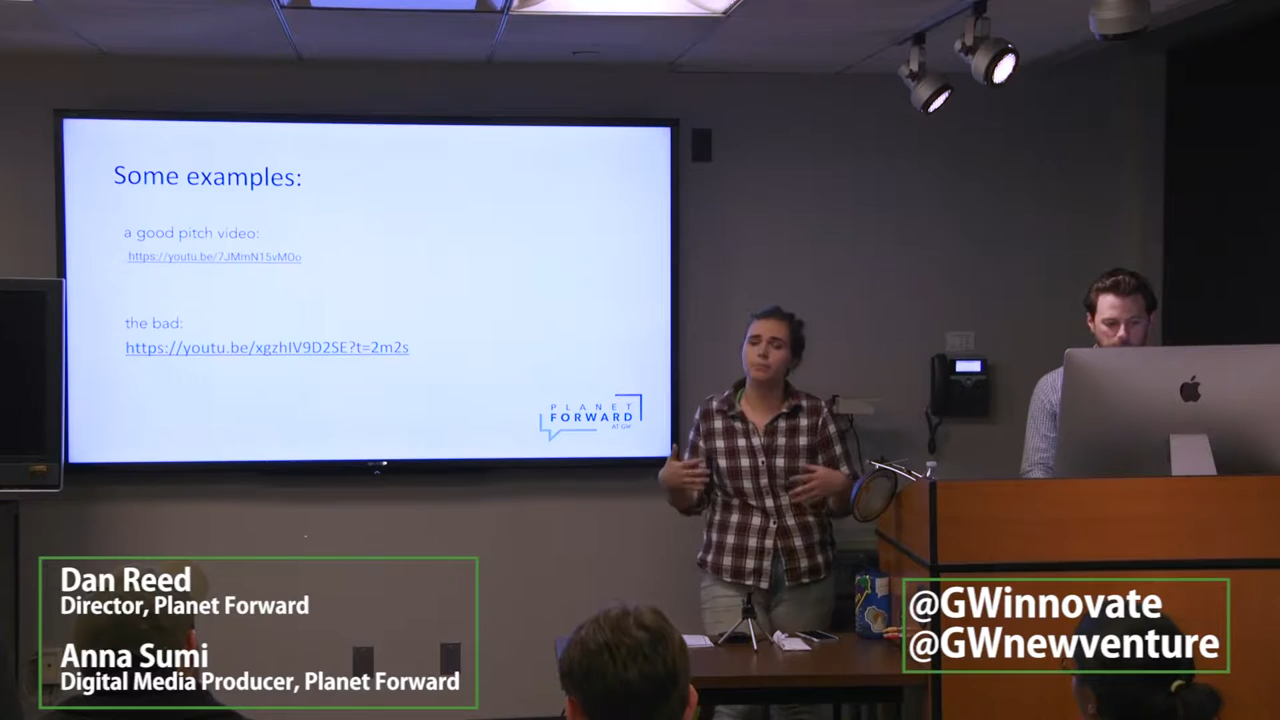 Some examples:
a good pitch video:
https://youtu.be/7JMmN15vMOo
the bad:
https://youtu.be/xgzhIV9D2SE?t=2m2s
PLANET
FORWARD
AT GW
Dan Reed
Director, Planet Forward
Anna Sumi
Digital Media Producer, Planet Forward
@GWinnovate
@GWnewventure